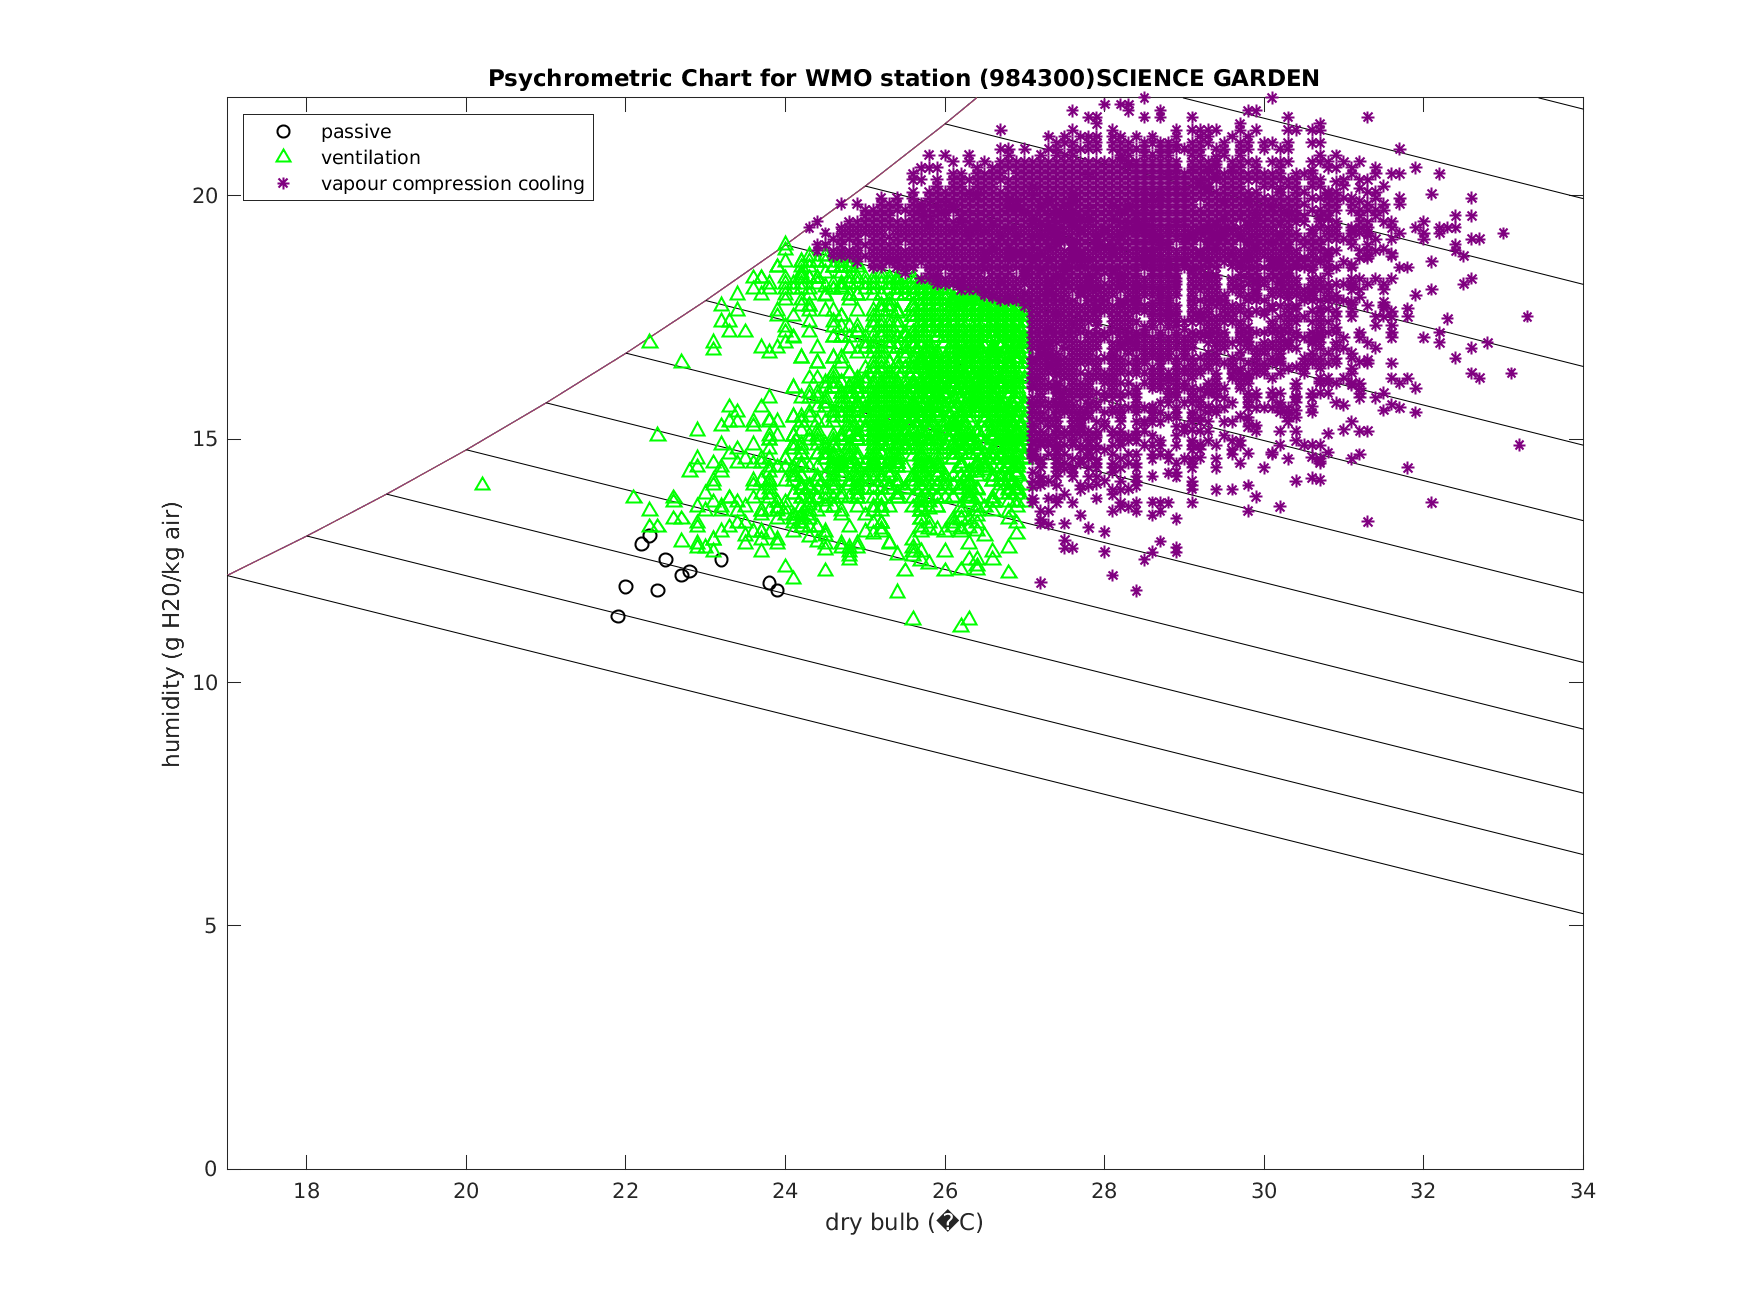 Psychrometric Chart for WMO station (984300)SCIENCE GARDEN
passive
ventilation
vapour compression cooling
20
15
10
5
0
humidity (g H20/kg air)
18 20 22 24 26 28 30 32 34
dry bulb (�C)